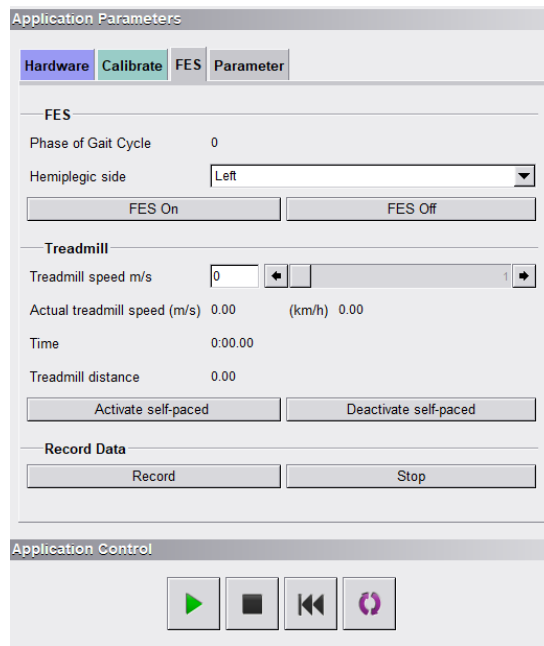 Application Parameters
Hardware Calibrate FES Parameter
FES
Phase of Gait Cycle 0
Hemiplegic side Left
FES On FES Off
Treadmill
Treadmill speed m/s 0 1
Actual treadmill speed (m/s) 0.00 (km/h) 0.00
Time 0:00.00
Treadmill distance 0.00
Activate self-paced Deactivate self-paced
Record Data
Record Stop
Application Control